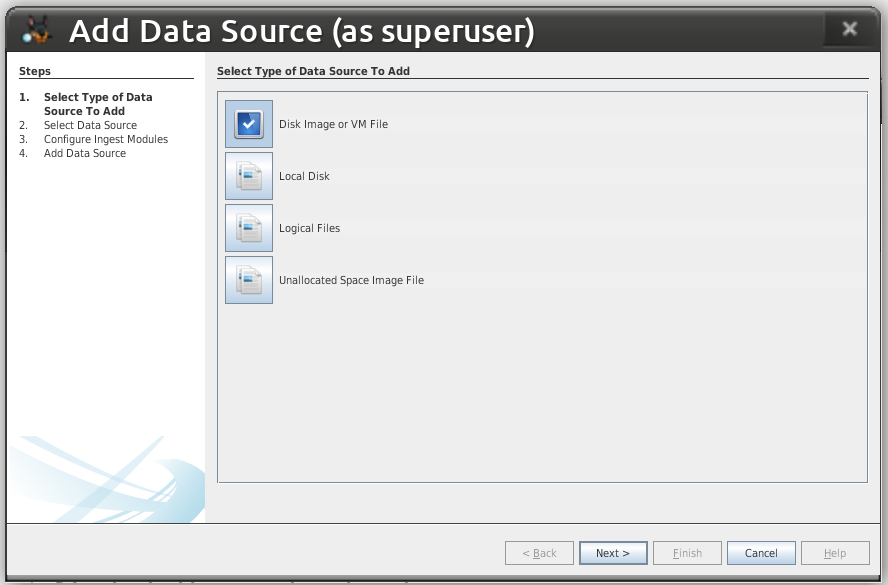 Add Data Source (as superuser)
Steps
1. Select Type of Data
Source To Add
2. Select Data Source
3. Configure Ingest Modules
4. Add Data Source
Select Type of Data Source To Add
Disk Image or VM File
Local Disk
Logical Files
Unallocated Space Image File
< Back
Next >
Finish
Cancel
Help